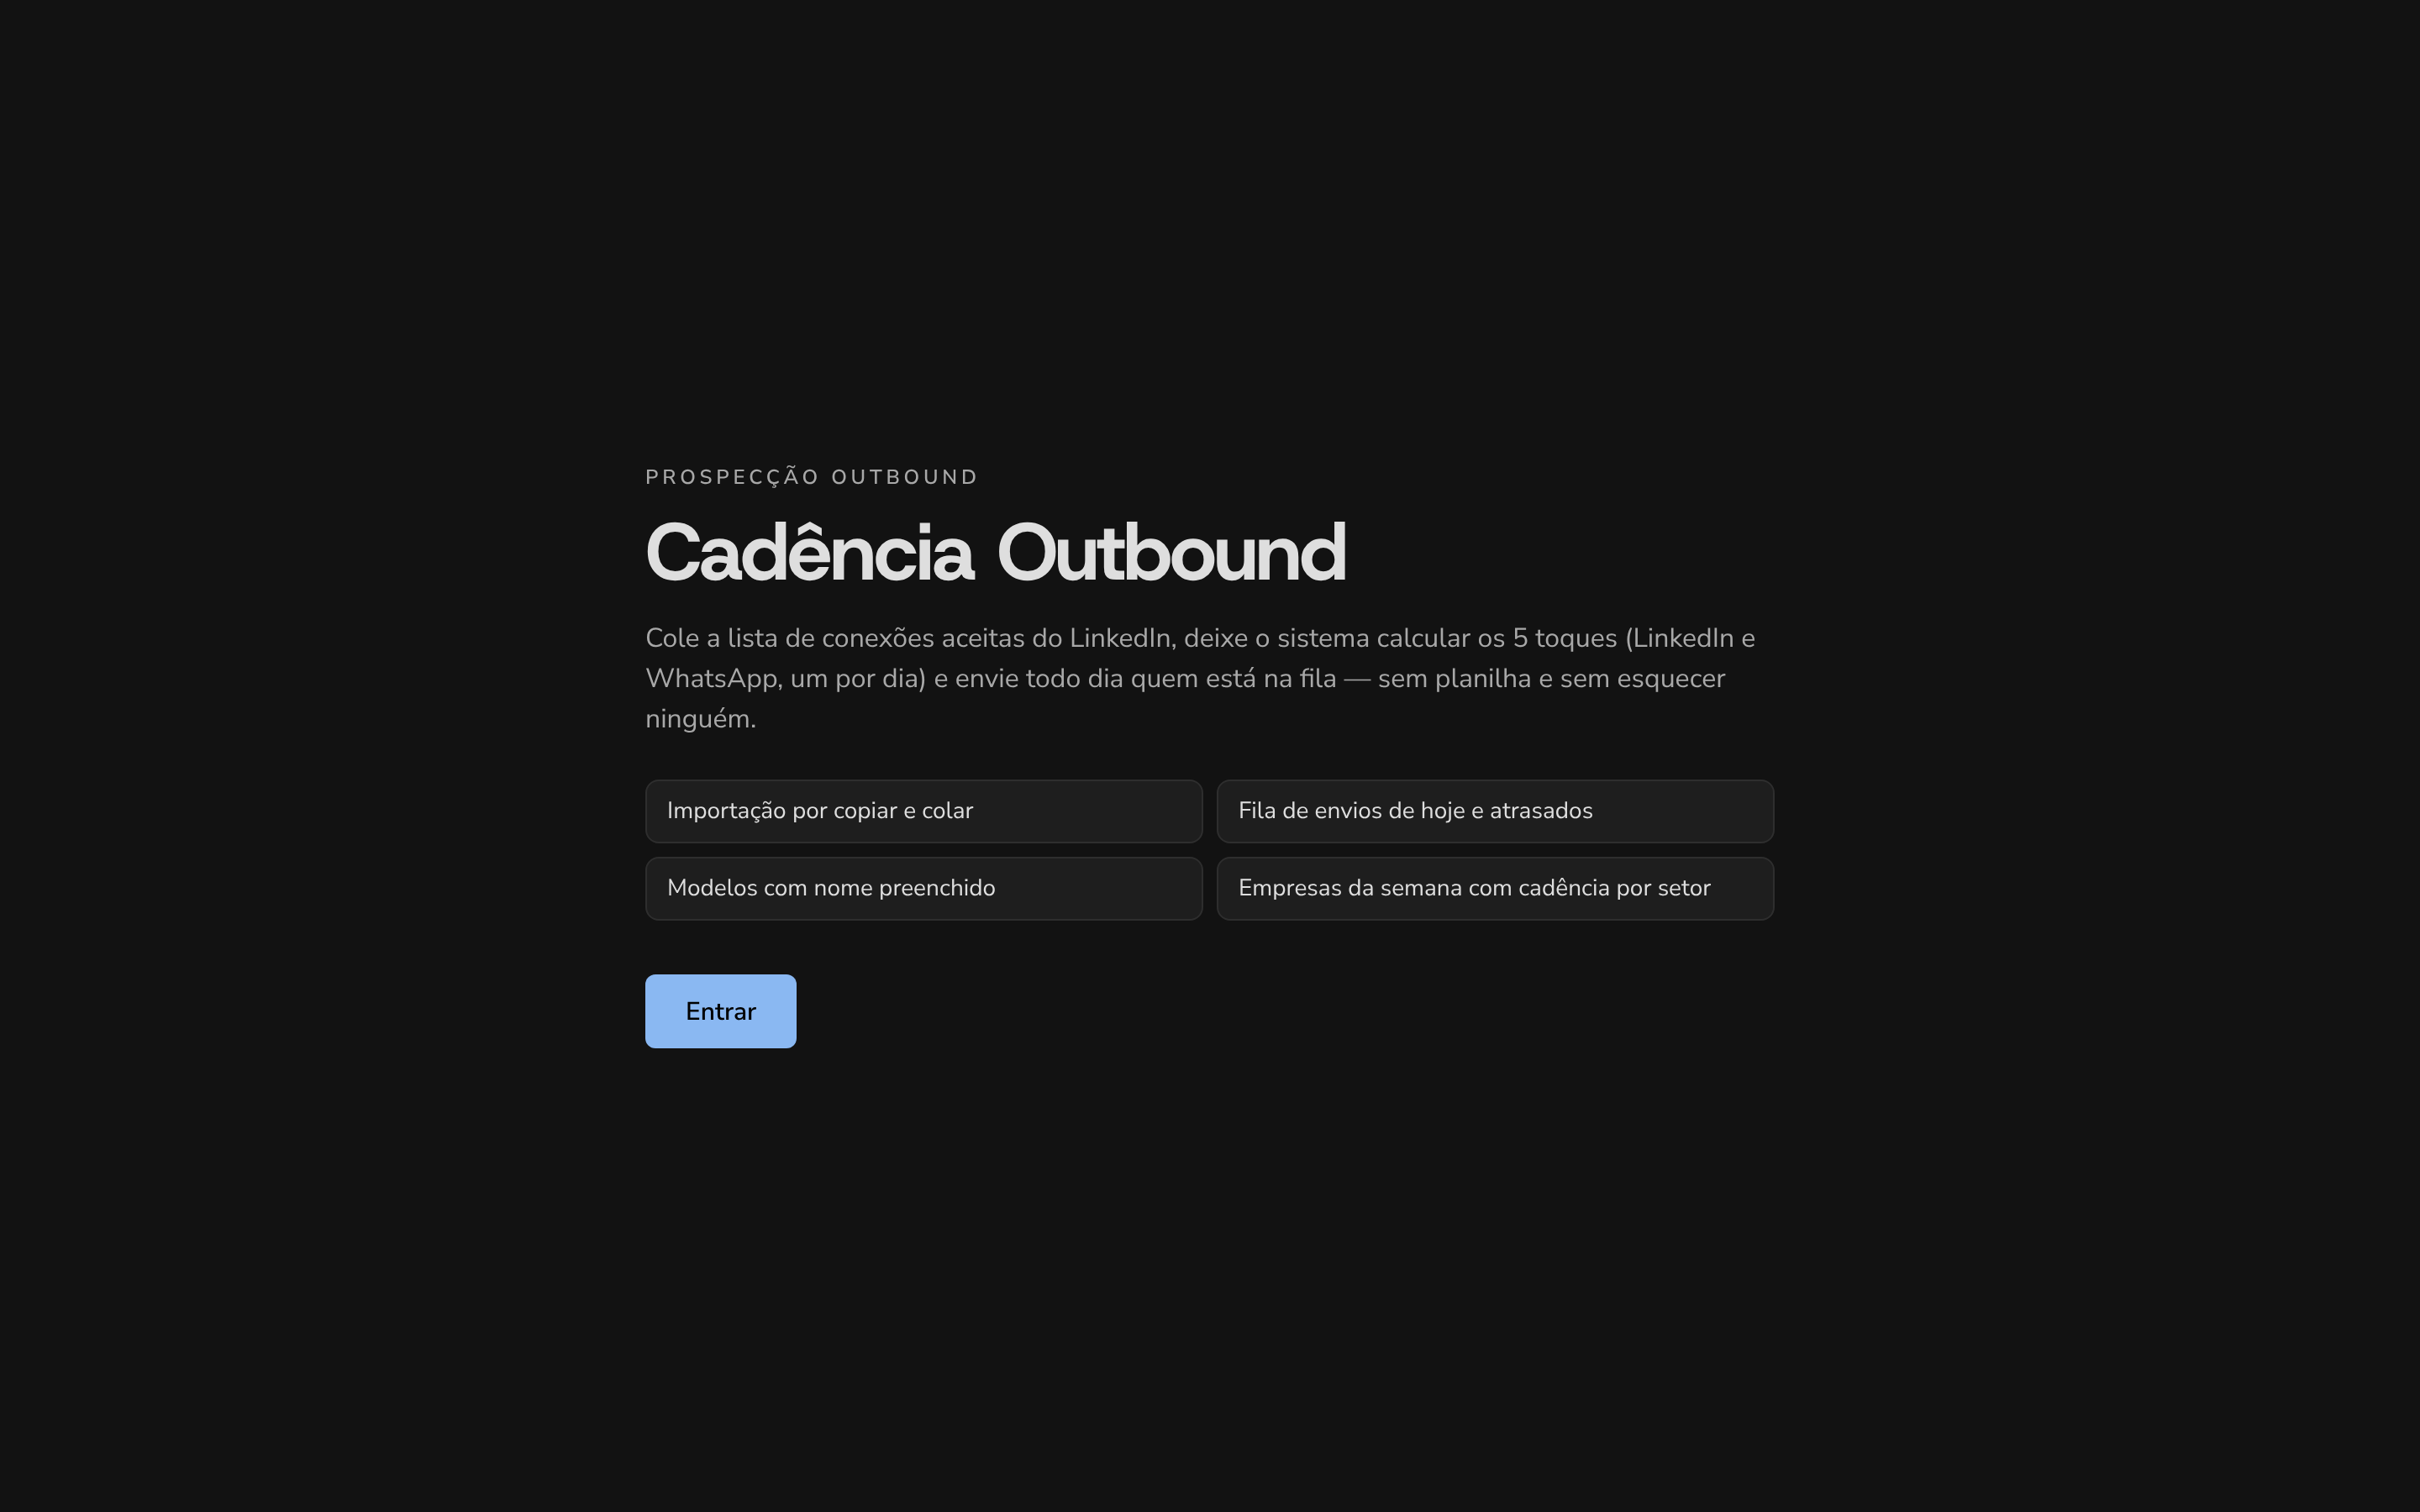 PROSPECÇÃO OUTBOUND
Cadência Outbound
Cole a lista de conexões aceitas do LinkedIn, deixe o sistema calcular os 5 toques (LinkedIn e
WhatsApp, um por dia) e envie todo dia quem está na fila — sem planilha e sem esquecer
ninguém.
Importação por copiar e colar
Fila de envios de hoje e atrasados
Modelos com nome preenchido
Empresas da semana com cadência por setor
Entrar